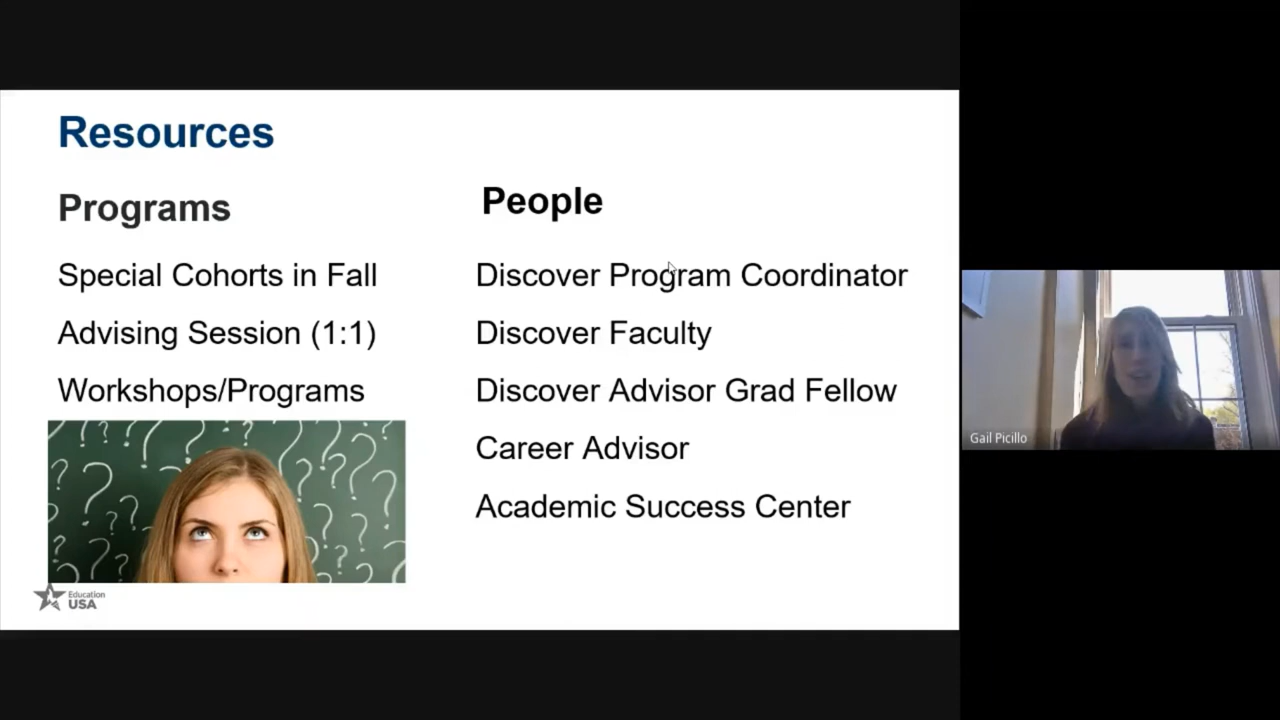 Resources
Programs
Special Cohorts in Fall
Advising Session (1:1)
Workshops/Programs
People
Discover Program Coordinator
Discover Faculty
Discover Advisor Grad Fellow
Career Advisor
Academic Success Center
Education
USA
Gail Picillo